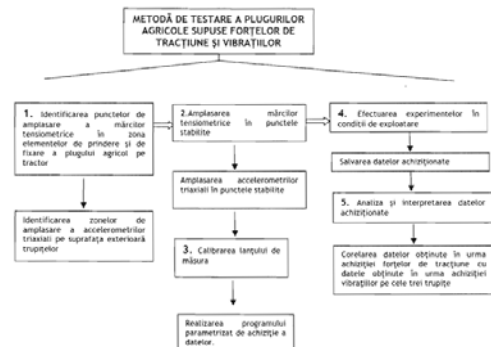 METODĂ DE TESTARE A PLUGURILOR
AGRICOLE SUPUSE FORȚELOR DE
TRACȚIUNE ȘI VIBRAȚIILOR
1. Identificarea punctelor de
amplasare a mărcilor
tensiometrice în zona
elementelor de prindere și de
fixare a plugului agricol pe
tractor
Identificarea zonelor de
amplasare a accelerometrilor
triaxiali pe suprafața exterioară
trupițelor
2.Amplasarea mărcilor
tensiometrice în punctele
stabilite
Amplasarea accelerometrilor
triaxiali în punctele stabilite
3. Calibrarea lanțului de
măsura
Realizarea programului
parametrizat de achiziție a
datelor.
4. Efectuarea experimentelor în
condiții de exploatare
Salvarea datelor achiziționate
5. Analiza și interpretarea datelor
achiziționate
Corelarea datelor obținute în urma
achiziției forțelor de tracțiune cu
datele obținute în urma achiziției
vibrațiilor pe cele trei trupițe